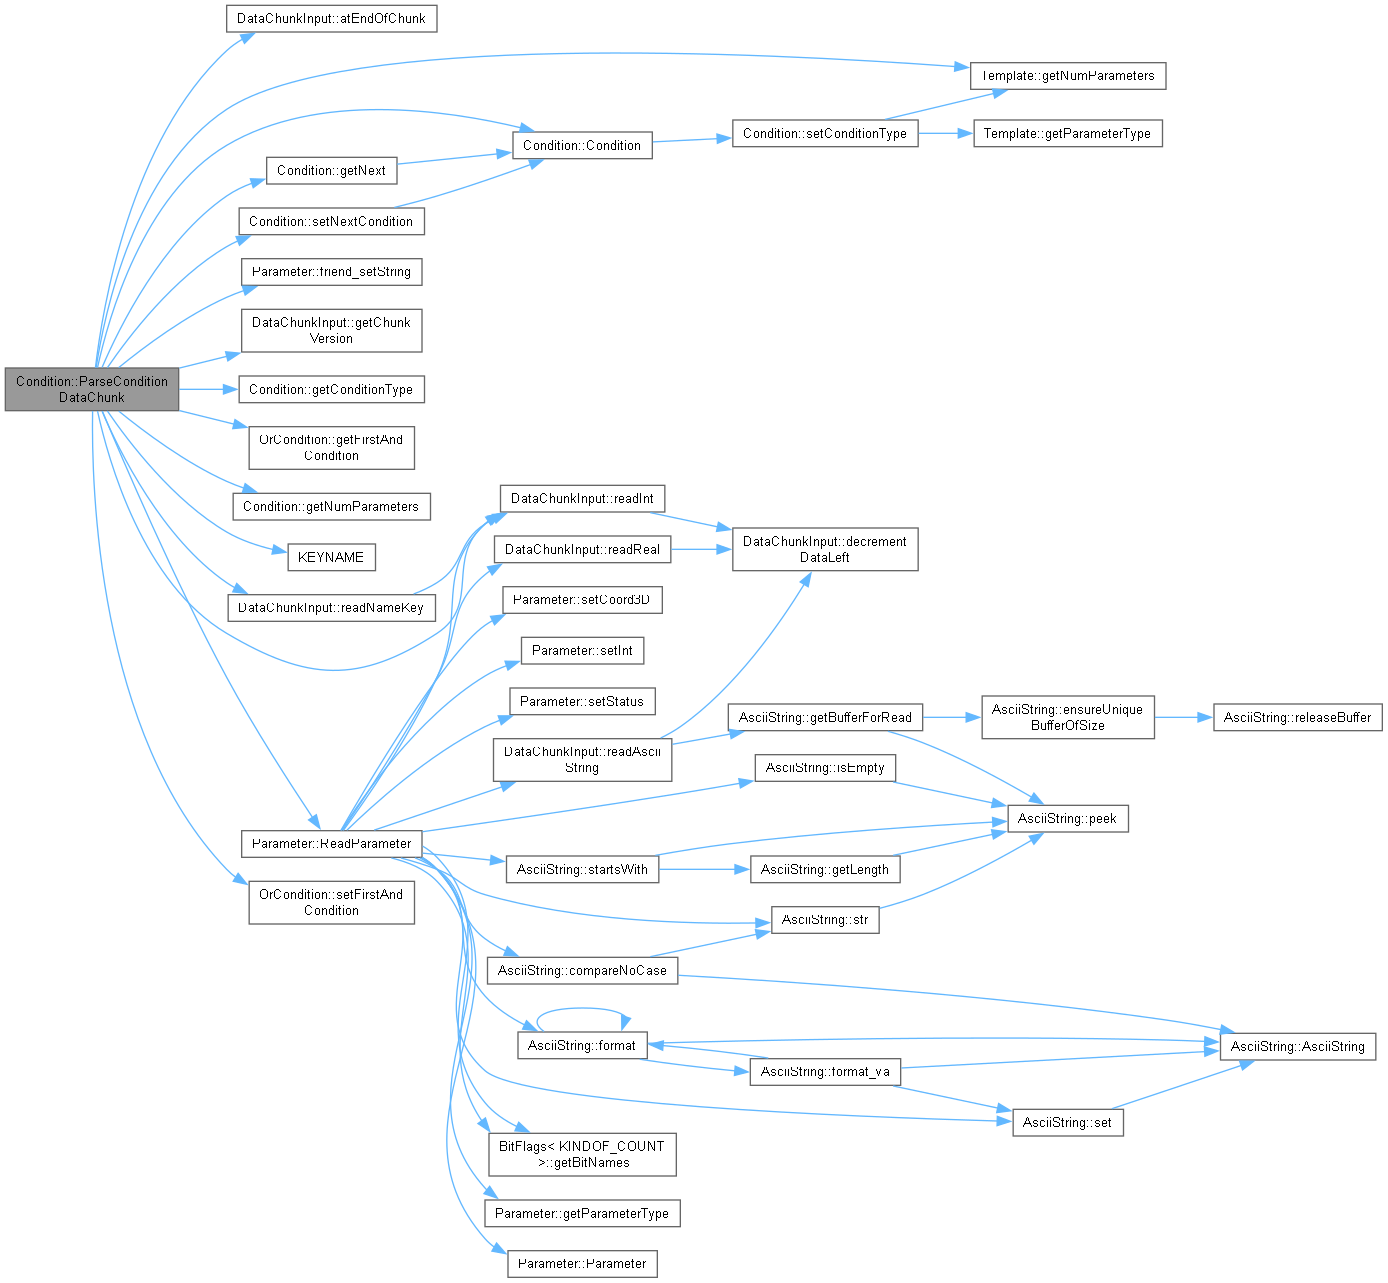 DataChunkInput::atEndOfChunk
Template::getNumParameters
Condition::setConditionType
Template::getParameterType
Condition::Condition
Condition::getNext
Condition::setNextCondition
Parameter::friend_setString
DataChunkInput::getChunk
Version
Condition::ParseCondition
DataChunk
Condition::getConditionType
OrCondition::getFirstAnd
Condition
Condition::getNumParameters
DataChunkInput::readInt
DataChunkInput::decrement
DataLeft
DataChunkInput::readReal
KEYNAME
DataChunkInput::readNameKey
Parameter::setCoord3D
Parameter::setInt
Parameter::setStatus
AsciiString::getBufferForRead
AsciiString::ensureUnique
BufferOfSize
AsciiString::releaseBuffer
DataChunkInput::readAscii
String
AsciiString::isEmpty
AsciiString::peek
Parameter::ReadParameter
AsciiString::startsWith
AsciiString::getLength
OrCondition::setFirstAnd
Condition
AsciiString::str
AsciiString::compareNoCase
AsciiString::format
AsciiString::AsciiString
AsciiString::format_va
AsciiString::set
BitFlags< KINDOF_COUNT
>::getBitNames
Parameter::getParameterType
Parameter::Parameter